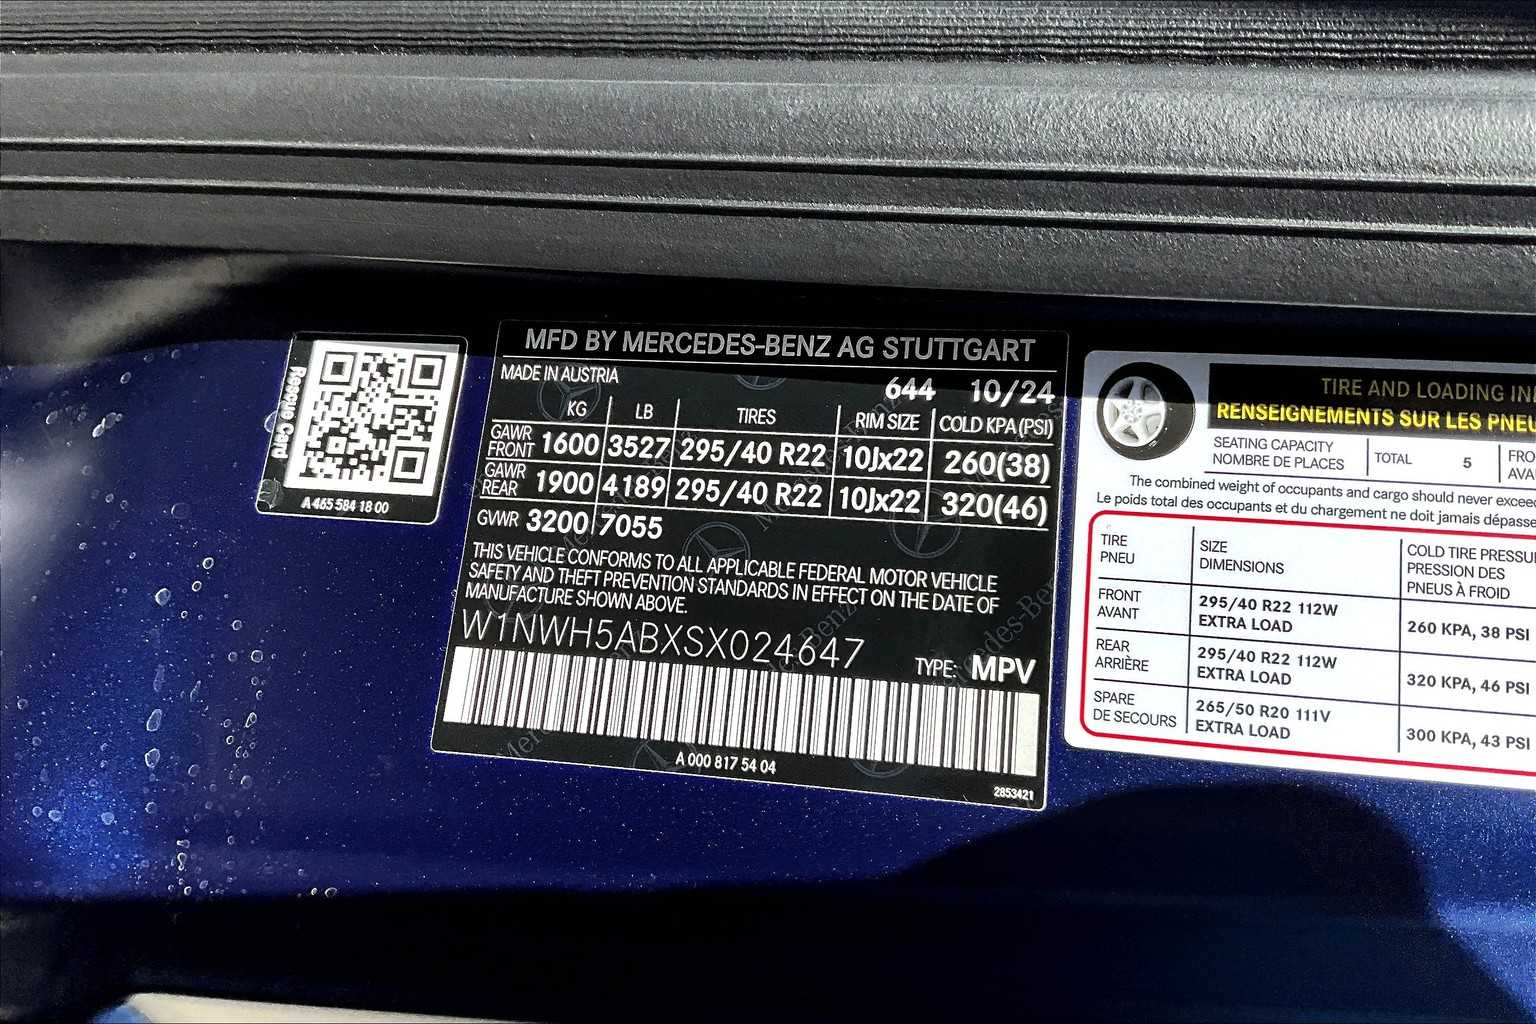 Rescue Card
A 465 584 18 00
MFD BY MERCEDES-BENZ AG STUTTGART
MADE IN AUSTRIA
644 10/24
KG LB TIRES RIM SIZE COLD KPA(PSI)
GAWR FRONT 1600 3527 295/40 R22 10Jx22 260(38)
GAWR REAR 1900 4189 295/40 R22 10Jx22 320(46)
GVWR 3200 7055
THIS VEHICLE CONFORMS TO ALL APPLICABLE FEDERAL MOTOR VEHICLE
SAFETY AND THEFT PREVENTION STANDARDS IN EFFECT ON THE DATE OF
MANUFACTURE SHOWN ABOVE.
W1NWH5ABXSX024647
TYPE: MPV
A 000 817 54 04
2853421
TIRE AND LOADING IN
RENSEIGNEMENTS SUR LES PNEU
SEATING CAPACITY
NOMBRE DE PLACES
TOTAL 5
FRO
AVA
The combined weight of occupants and cargo should never excee
Le poids total des occupants et du chargement ne doit jamais dépasse
TIRE
PNEU
SIZE
DIMENSIONS
COLD TIRE PRESSU
PRESSION DES
PNEUS À FROID
FRONT
AVANT
295/40 R22 112W
EXTRA LOAD
260 KPA, 38 PSI
REAR
ARRIÈRE
295/40 R22 112W
EXTRA LOAD
320 KPA, 46 PSI
SPARE
DE SECOURS
265/50 R20 111V
EXTRA LOAD
300 KPA, 43 PSI